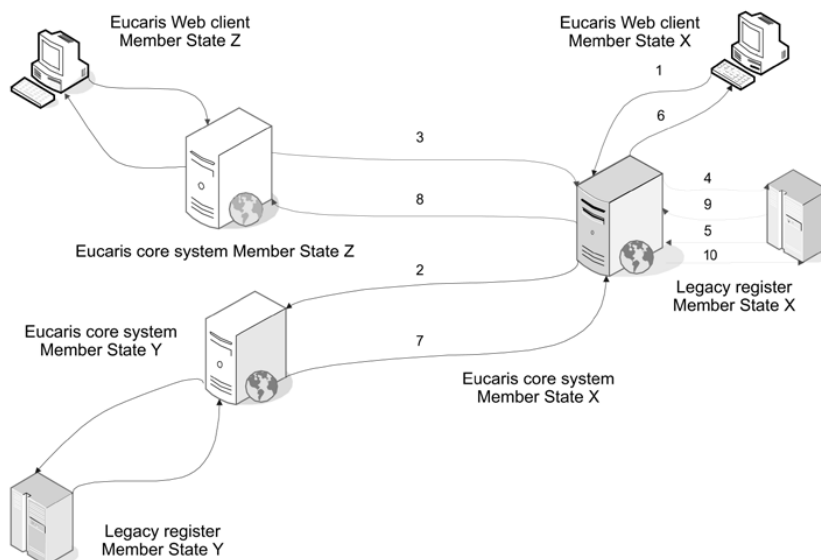 Eucaris Web client
Member State Z
Eucaris Web client
Member State X
1
6
3
4
9
8
5
10
Eucaris core system Member State Z
2
Legacy register
Member State X
Eucaris core system
Member State Y
7
Eucaris core system
Member State X
Legacy register
Member State Y